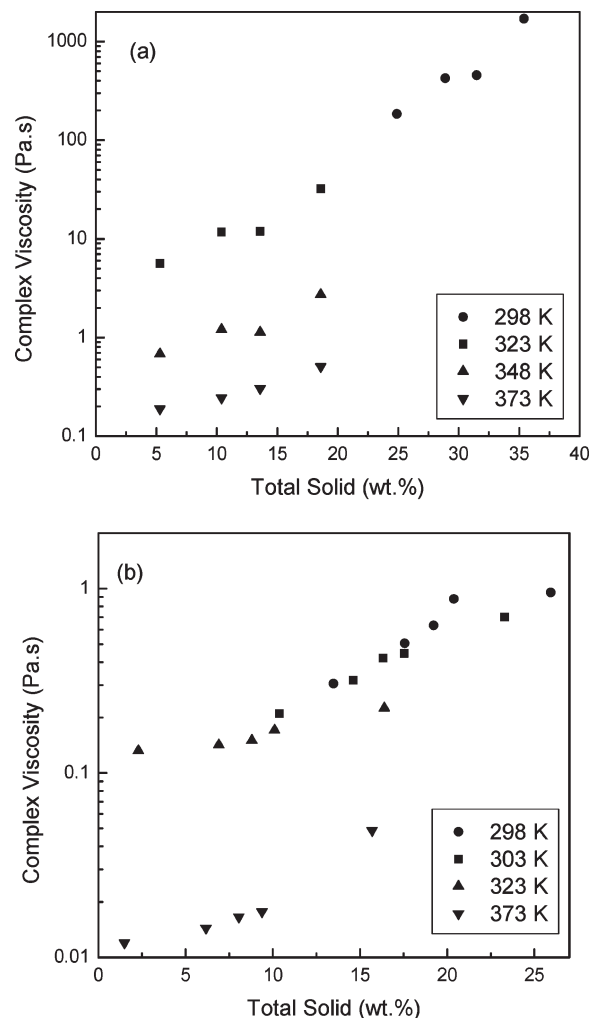 (a)
1000
100
10
1
0.1
Complex Viscosity (Pa.s)
298 K
323 K
348 K
373 K
0 5 10 15 20 25 30 35 40
Total Solid (wt.%)
(b)
1
0.1
0.01
Complex Viscosity (Pa.s)
298 K
303 K
323 K
373 K
0 5 10 15 20 25
Total Solid (wt.%)